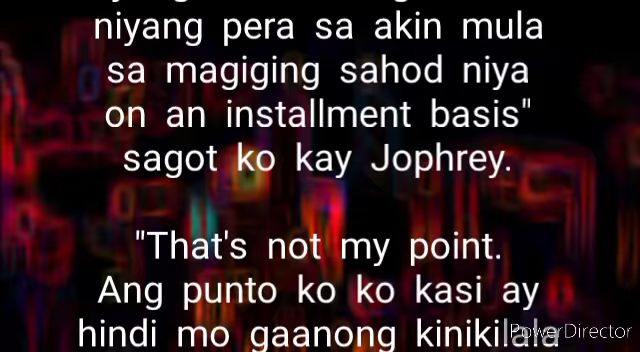 niyang pera sa akin mula
sa magiging sahod niya
on an installment basis"
sagot ko kay Jophrey.
"That's not my point.
Ang punto ko ko kasi ay
hindi mo gaanong kinikilala
PowerDirector